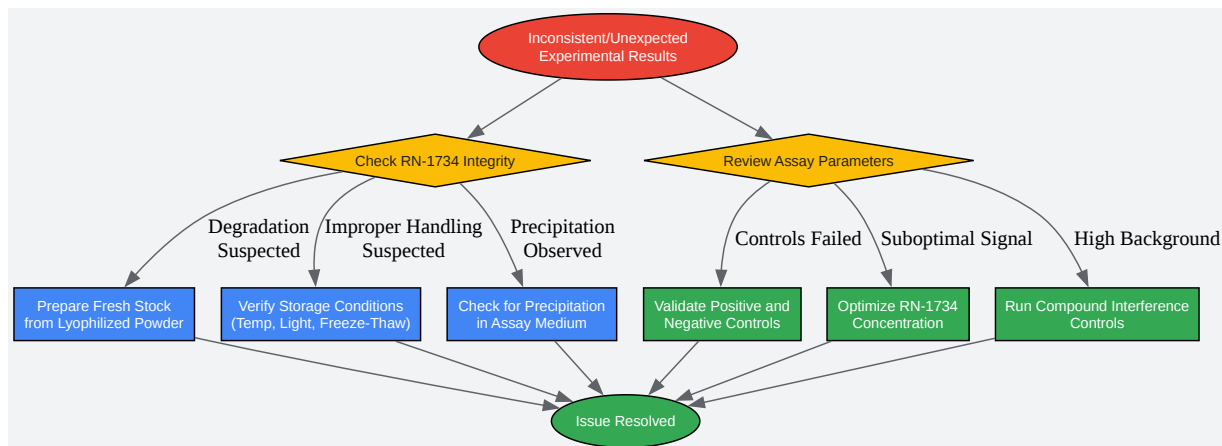 Inconsistent/Unexpected
Experimental Results
Check RN-1734 Integrity
Review Assay Parameters
Degradation
Suspected
Improper Handling
Suspected
Precipitation
Observed
Controls Failed
Suboptimal Signal
High Background
Prepare Fresh Stock
from Lyophilized Powder
Verify Storage Conditions
(Temp, Light, Freeze-Thaw)
Check for Precipitation
in Assay Medium
Validate Positive and
Negative Controls
Optimize RN-1734
Concentration
Run Compound Interference
Controls
Issue Resolved